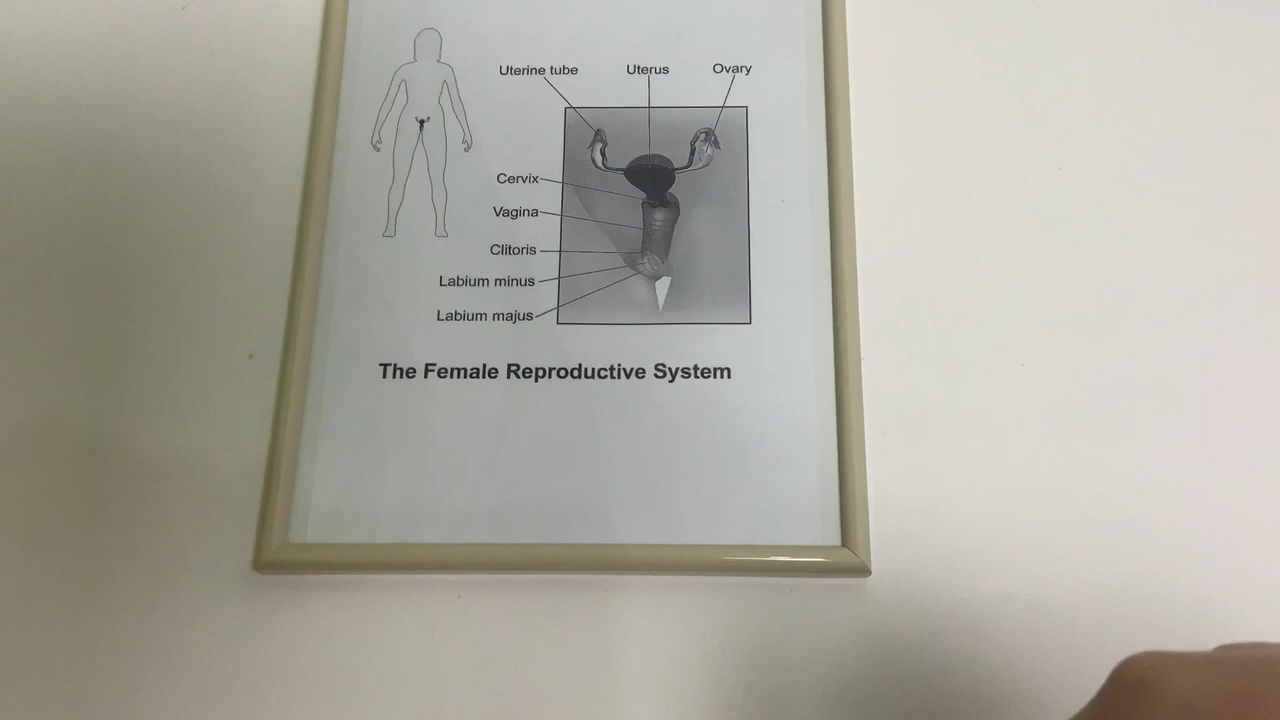 Uterine tube
Uterus
Ovary
Cervix
Vagina
Clitoris
Labium minus
Labium majus
The Female Reproductive System